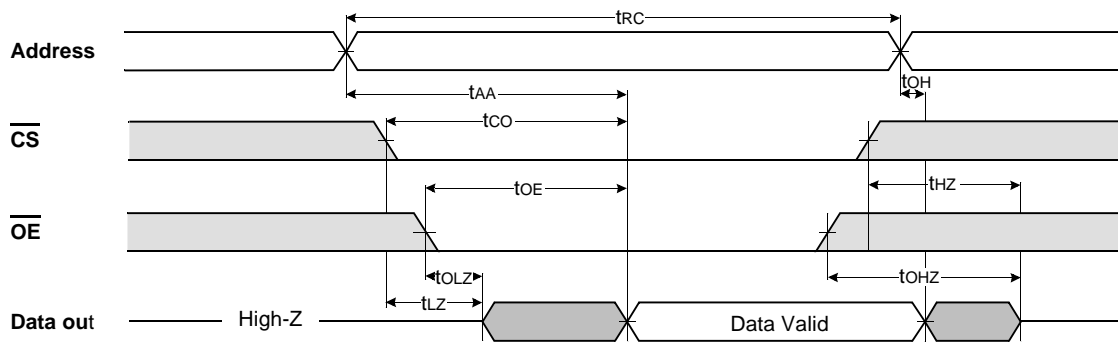 tRC
Address
tOH
tAA
tCO
CS
tHZ
tOE
OE
tOLZ
tOHZ
tLZ
High-Z
Data out
Data Valid